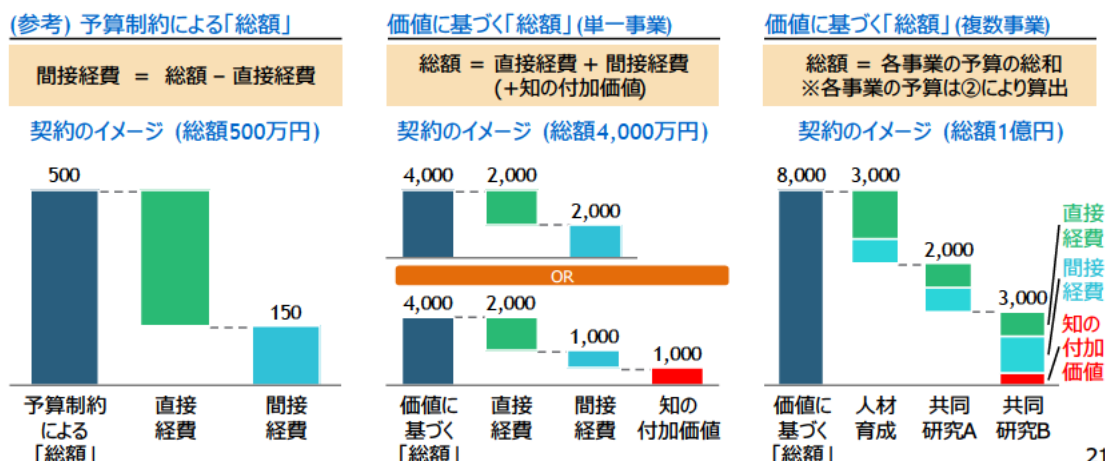 (参考) 予算制約による「総額」
間接経費 = 総額 – 直接経費
契約のイメージ (総額500万円)
500
150
予算制約
による
「総額」
直接
経費
間接
経費
価値に基づく「総額」(単一事業)
総額 = 直接経費 + 間接経費
(+知の付加価値)
契約のイメージ (総額4,000万円)
4,000
2,000
2,000
OR
4,000
2,000
1,000
1,000
価値に
基づく
「総額」
直接
経費
間接
経費
知の
付加価値
価値に基づく「総額」(複数事業)
総額 = 各事業の予算の総和
※各事業の予算は②により算出
契約のイメージ (総額1億円)
8,000
3,000
2,000
3,000
直接
経費
間接
経費
知の
付加
価値
価値に
基づく
「総額」
人材
育成
共同
研究A
共同
研究B
21